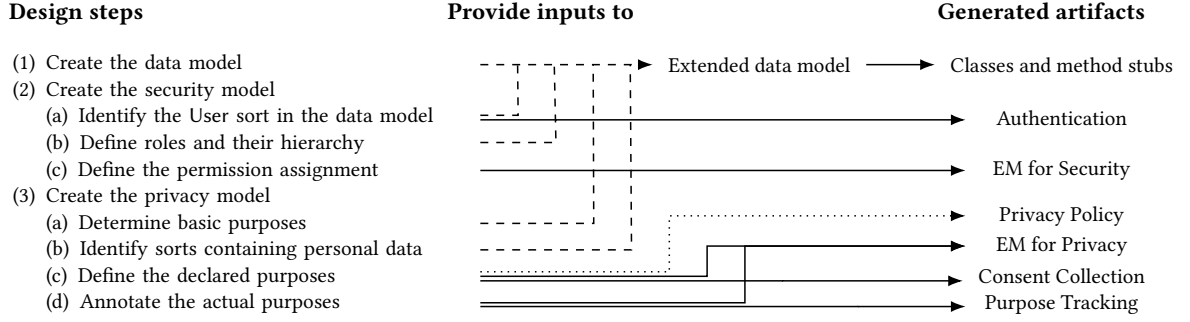 Design steps Provide inputs to Generated artifacts
(1) Create the data model Extended data model Classes and method stubs
(2) Create the security model
(a) Identify the User sort in the data model Authentication
(b) Define roles and their hierarchy
(c) Define the permission assignment EM for Security
(3) Create the privacy model
(a) Determine basic purposes Privacy Policy
(b) Identify sorts containing personal data EM for Privacy
(c) Define the declared purposes Consent Collection
(d) Annotate the actual purposes Purpose Tracking